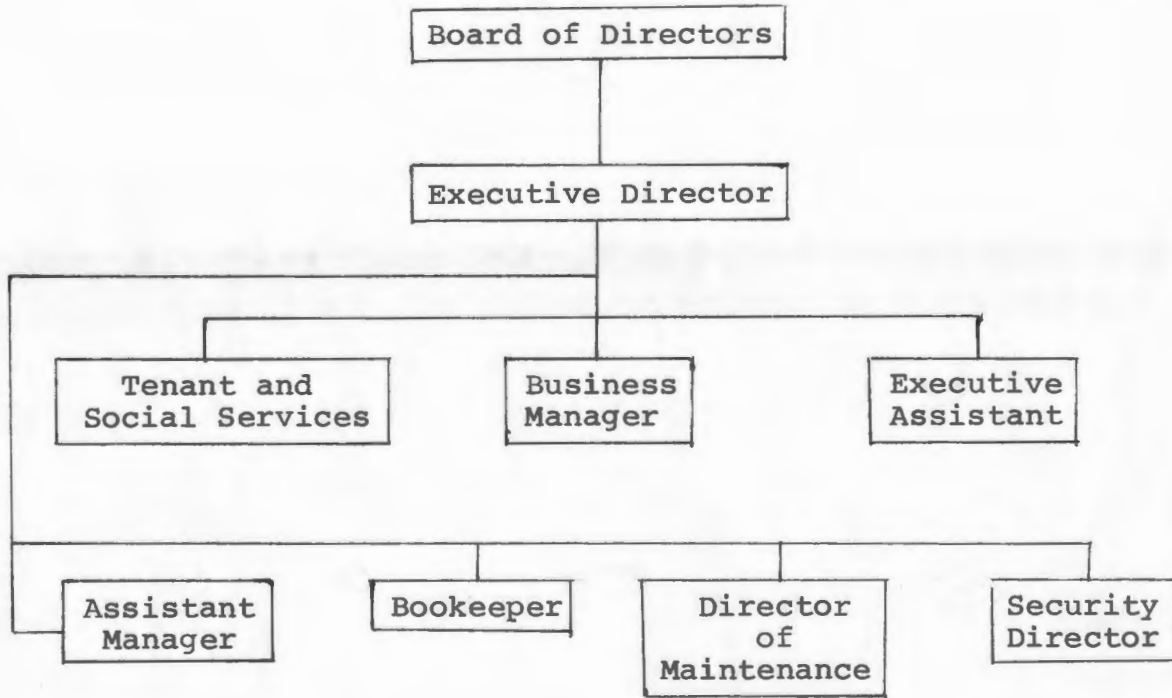 Board of Directors
Executive Director
Tenant and
Social Services
Business
Manager
Executive
Assistant
Assistant
Manager
Bookeeper
Director
of
Maintenance
Security
Director